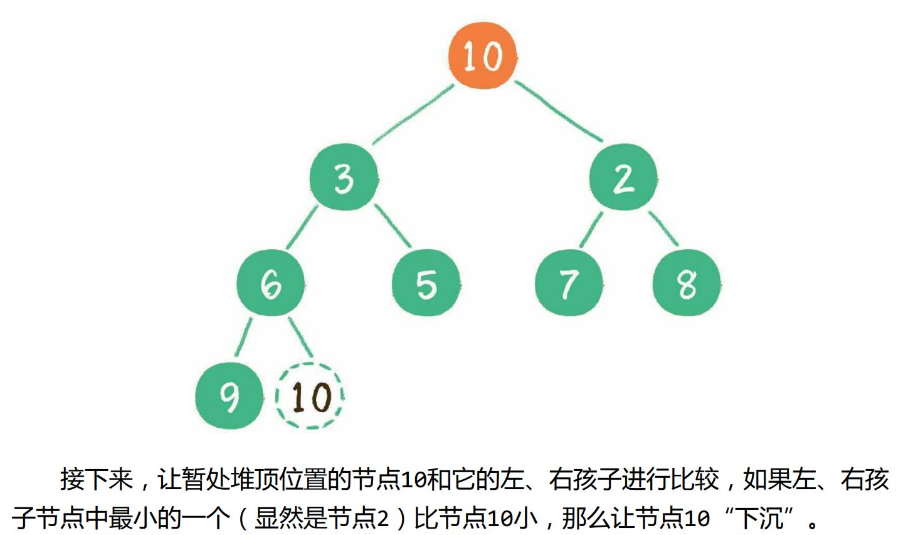 10
3 2
6 5 7 8
9 10
接下来，让暂处堆顶位置的节点10和它的左、右孩子进行比较，如果左、右孩
子节点中最小的一个（显然是节点2）比节点10小，那么让节点10“下沉”。